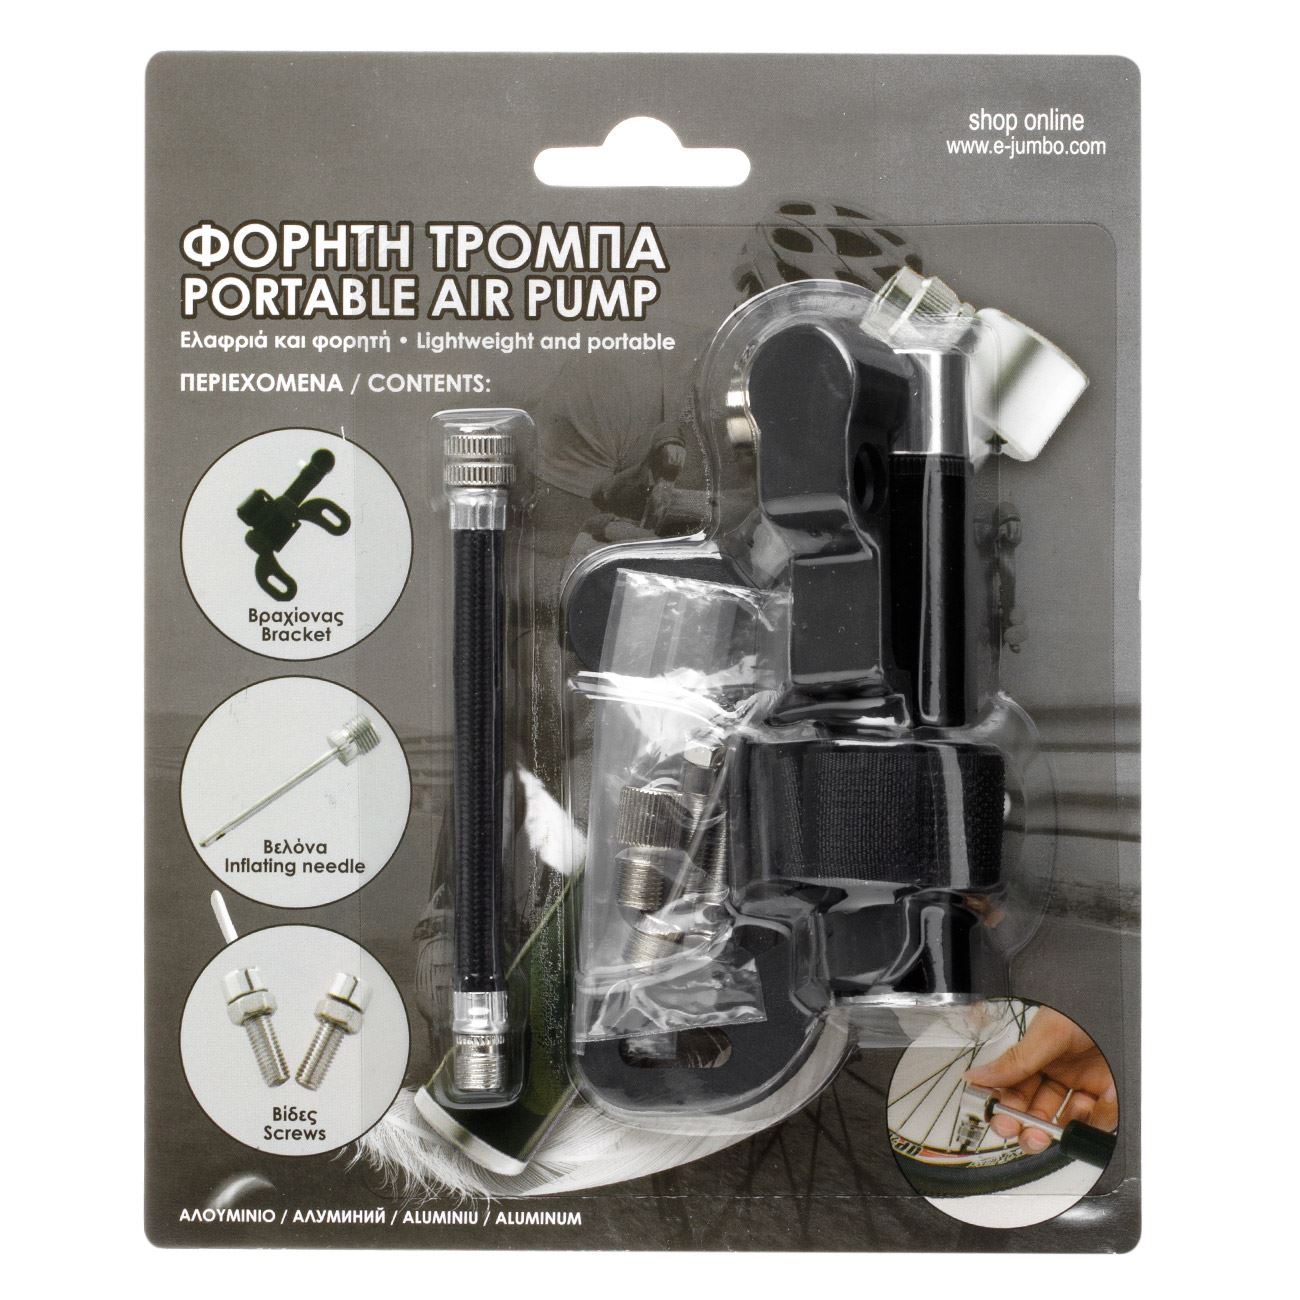 shop online
www.e-jumbo.com
ΦΟΡΗΤΗ ΤΡΟΜΠΑ
PORTABLE AIR PUMP
Ελαφριά και φορητή • Lightweight and portable
ΠΕΡΙΕΧΟΜΕΝΑ / CONTENTS:
Βραχίονας
Bracket
Βελόνα
Inflating needle
Βίδες
Screws
ΑΛΟΥΜΙΝΙΟ / АЛУМИНИЙ / ALUMINIU / ALUMINUM